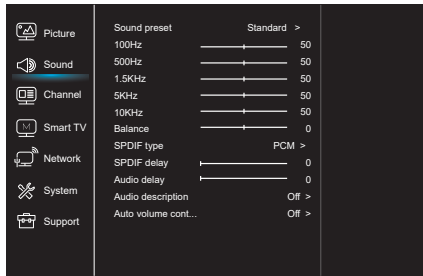 Picture
Sound
Channel
M
Smart TV
Network
System
Support
Sound preset Standard >
100Hz 50
500Hz 50
1.5KHz 50
5KHz 50
10KHz 50
Balance 0
SPDIF type PCM >
SPDIF delay 0
Audio delay 0
Audio description Off >
Auto volume cont... Off >